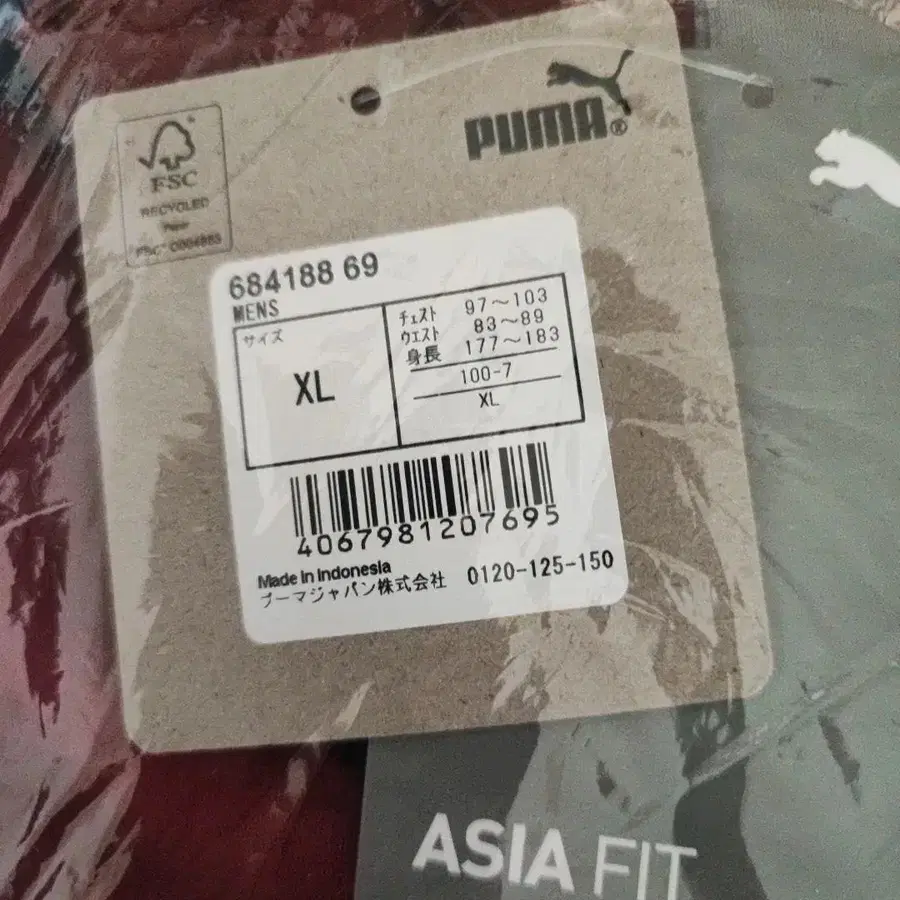 PUMA®
FSC
RECYCLED
Paper
684188 69
MENS
サイズ
XL
チェスト 97～103
ウエスト 83～89
身長 177～183
100-7
XL
4067981207695
Made in Indonesia
プーマジャパン株式会社 0120-125-150
ASIA FIT